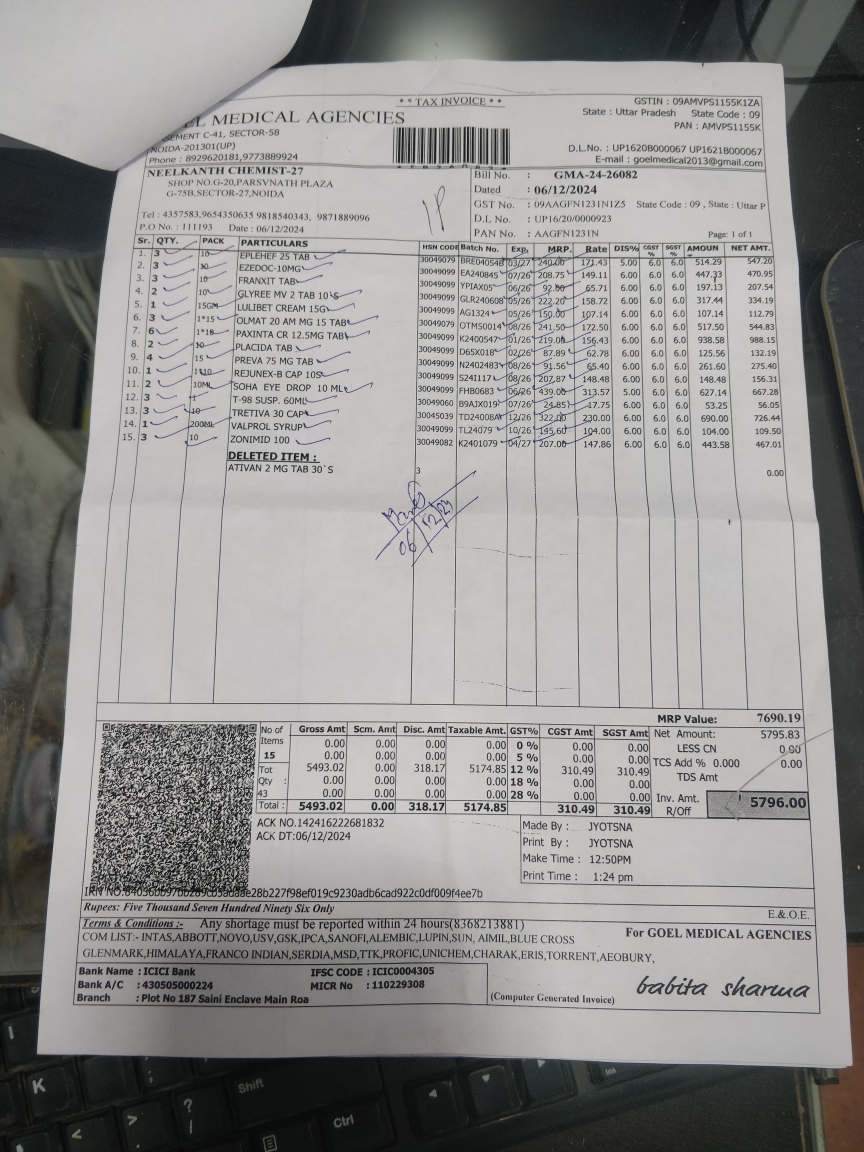 * * TAX INVOICE * *
GSTIN : 09AMVPS1155K1ZA
State : Uttar Pradesh State Code : 09
PAN : AMVPS1155K
EL MEDICAL AGENCIES
SEMENT C-41, SECTOR-58
NOIDA-201301(UP)
Phone : 8929620181,9773889924
D.L.No. : UP1620B000067 UP1621B000067
E-mail : goelmedical2013@gmail.com
NEELKANTH CHEMIST-27
SHOP NO.G-20,PARSVNATH PLAZA
G-75B,SECTOR-27,NOIDA
Tel : 4357583,9654350635 9818540343, 9871889096
P.O No. : 111193 Date : 06/12/2024
Bill No. : GMA-24-26082
Dated : 06/12/2024
GST No. : 09AAGFN1231N1Z5 State Code : 09 , State : Uttar P
D.L No. : UP16/20/0000923
PAN No. : AAGFN1231N Page: 1 of 1
Sr. QTY. PACK PARTICULARS HSN CODE Batch No. Exp. MRP. Rate DIS% CGST % SGST % AMOUN NET AMT.
1. 3 10 EPLEHEF 25 TAB 30049079 BRE04054B 03/27 240.00 171.43 5.00 6.0 6.0 514.29 547.20
2. 3 10 EZEDOC-10MG 30049099 EA240845 07/26 208.75 149.11 6.00 6.0 6.0 447.33 470.95
3. 3 10 FRANXIT TAB 30049099 YPIAX05 06/26 92.00 65.71 6.00 6.0 6.0 197.13 207.54
4. 2 10 GLYREE MV 2 TAB 10`S 30049099 GLR240608 05/26 222.20 158.72 6.00 6.0 6.0 317.44 334.19
5. 1 15GM LULIBET CREAM 15G 30049099 AG1324 05/26 150.00 107.14 6.00 6.0 6.0 107.14 112.79
6. 3 1*15 OLMAT 20 AM MG 15 TAB 30049079 OTMS0014 08/26 241.50 172.50 6.00 6.0 6.0 517.50 544.83
7. 6 1*10 PAXINTA CR 12.5MG TAB 30049099 K2400547 01/26 219.00 156.43 6.00 6.0 6.0 938.58 988.15
8. 2 10 PLACIDA TAB 30049099 D65X018 02/26 87.89 62.78 6.00 6.0 6.0 125.56 132.19
9. 4 15 PREVA 75 MG TAB 30049099 N2402483 08/26 91.56 65.40 6.00 6.0 6.0 261.60 275.40
10. 1 1*10 REJUNEX-B CAP 10S 30049099 S24I117 08/26 207.87 148.48 6.00 6.0 6.0 148.48 156.31
11. 2 10ML SOHA EYE DROP 10 ML 30049099 FHB0683 06/26 439.00 313.57 5.00 6.0 6.0 627.14 667.28
12. 3 1 T-98 SUSP. 60ML 30049060 B9AJX019 07/26 24.85 17.75 6.00 6.0 6.0 53.25 56.05
13. 3 10 TRETIVA 30 CAP 30045039 TD24008A 12/26 322.00 230.00 6.00 6.0 6.0 690.00 726.44
14. 1 200ML VALPROL SYRUP 30049099 TL24079 10/26 195.60 104.00 6.00 6.0 6.0 104.00 109.50
15. 3 10 ZONIMID 100 30049082 K2401079 04/27 207.00 147.86 6.00 6.0 6.0 443.58 467.01
DELETED ITEM :
ATIVAN 2 MG TAB 30`S 3 0.00
06/12/24
MRP Value: 7690.19
No of Items 15 Tot Qty : 43
Gross Amt Scm. Amt Disc. Amt Taxable Amt. GST% CGST Amt SGST Amt
0.00 0.00 0.00 0.00 0 % 0.00 0.00
0.00 0.00 0.00 0.00 5 % 0.00 0.00
5493.02 0.00 318.17 5174.85 12 % 310.49 310.49
0.00 0.00 0.00 0.00 18 % 0.00 0.00
0.00 0.00 0.00 0.00 28 % 0.00 0.00
Total : 5493.02 0.00 318.17 5174.85 310.49 310.49
Net Amount: 5795.83
LESS CN 0.00
TCS Add % 0.000 0.00
TDS Amt
Inv. Amt. R/Off 5796.00
ACK NO.142416222681832
ACK DT:06/12/2024
Made By : JYOTSNA
Print By : JYOTSNA
Make Time : 12:50PM
Print Time : 1:24 pm
Rupees: Five Thousand Seven Hundred Ninety Six Only
E.&O.E.
Terms & Conditions :- Any shortage must be reported within 24 hours(8368213881)
COM LIST:- INTAS,ABBOTT,NOVO,USV,GSK,IPCA,SANOFI,ALEMBIC,LUPIN,SUN, AIMIL,BLUE CROSS
GLENMARK,HIMALAYA,FRANCO INDIAN,SERDIA,MSD,TTK,PROFIC,UNICHEM,CHARAK,ERIS,TORRENT,AEOBURY,
For GOEL MEDICAL AGENCIES
Bank Name : ICICI Bank IFSC CODE : ICIC0004305
Bank A/C : 430505000224 MICR No : 110229308
Branch : Plot No 187 Saini Enclave Main Roa
(Computer Generated Invoice)
babita sharma
K
Shift
Ctrl